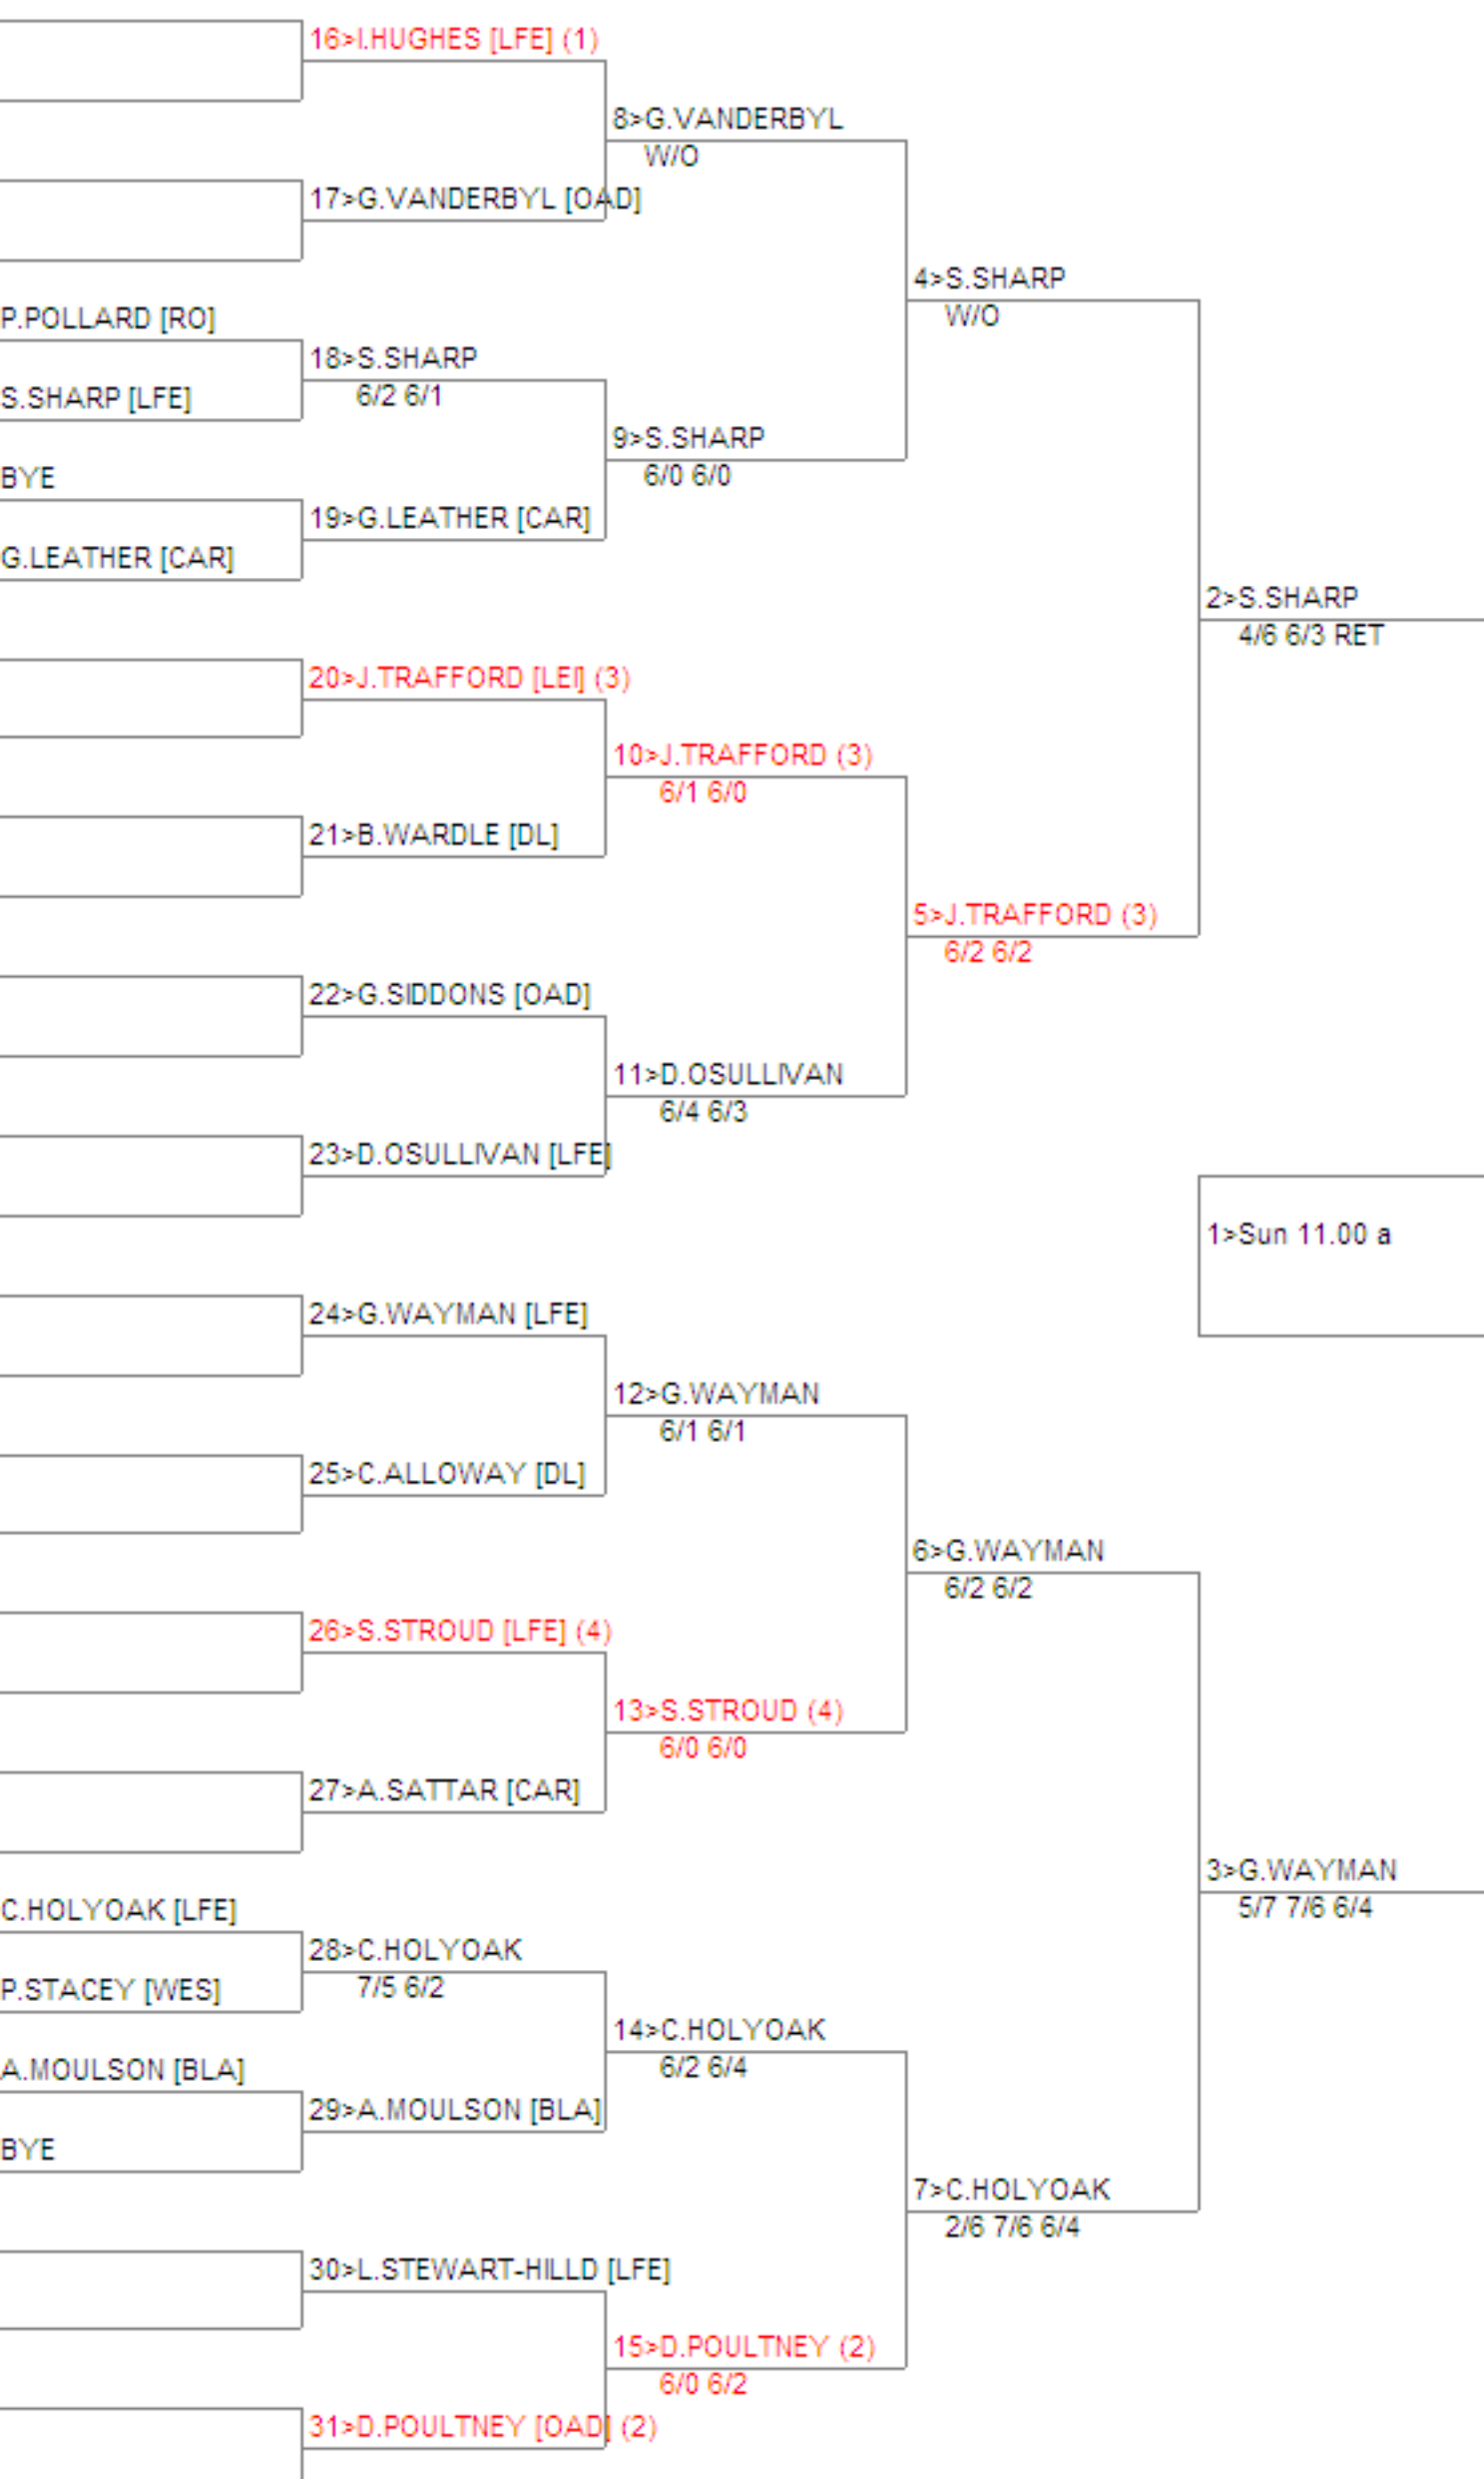 16>I.HUGHES [LFE] (1)
8>G.VANDERBYL
W/O
17>G.VANDERBYL [OAD]
4>S.SHARP
W/O
P.POLLARD [RO]
18>S.SHARP
6/2 6/1
S.SHARP [LFE]
9>S.SHARP
6/0 6/0
BYE
19>G.LEATHER [CAR]
G.LEATHER [CAR]
2>S.SHARP
4/6 6/3 RET
20>J.TRAFFORD [LEI] (3)
10>J.TRAFFORD (3)
6/1 6/0
21>B.WARDLE [DL]
5>J.TRAFFORD (3)
6/2 6/2
22>G.SIDDONS [OAD]
11>D.OSULLIVAN
6/4 6/3
23>D.OSULLIVAN [LFE]
1>Sun 11.00 a
24>G.WAYMAN [LFE]
12>G.WAYMAN
6/1 6/1
25>C.ALLOWAY [DL]
6>G.WAYMAN
6/2 6/2
26>S.STROUD [LFE] (4)
13>S.STROUD (4)
6/0 6/0
27>A.SATTAR [CAR]
3>G.WAYMAN
5/7 7/6 6/4
C.HOLYOAK [LFE]
28>C.HOLYOAK
7/5 6/2
P.STACEY [WES]
14>C.HOLYOAK
6/2 6/4
A.MOULSON [BLA]
29>A.MOULSON [BLA]
BYE
7>C.HOLYOAK
2/6 7/6 6/4
30>L.STEWART-HILLD [LFE]
15>D.POULTNEY (2)
6/0 6/2
31>D.POULTNEY [OAD] (2)